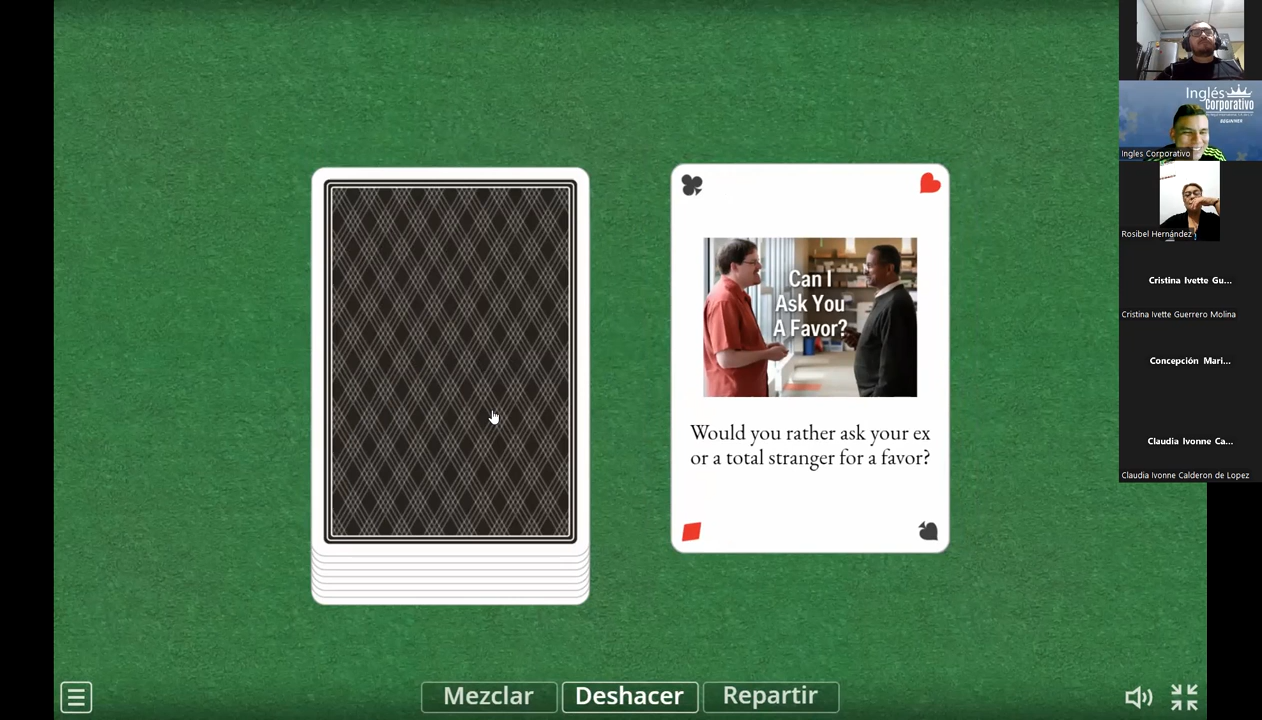 Can I
Ask You
A Favor?
Would you rather ask your ex
or a total stranger for a favor?
Mezclar
Deshacer
Repartir
Inglés
Corporativo
BEGINNER
Ingles Corporativo
Rosibel Hernández
Cristina Ivette Gu...
Cristina Ivette Guerrero Molina
Concepción Mari...
Claudia Ivonne Ca...
Claudia Ivonne Calderon de Lopez